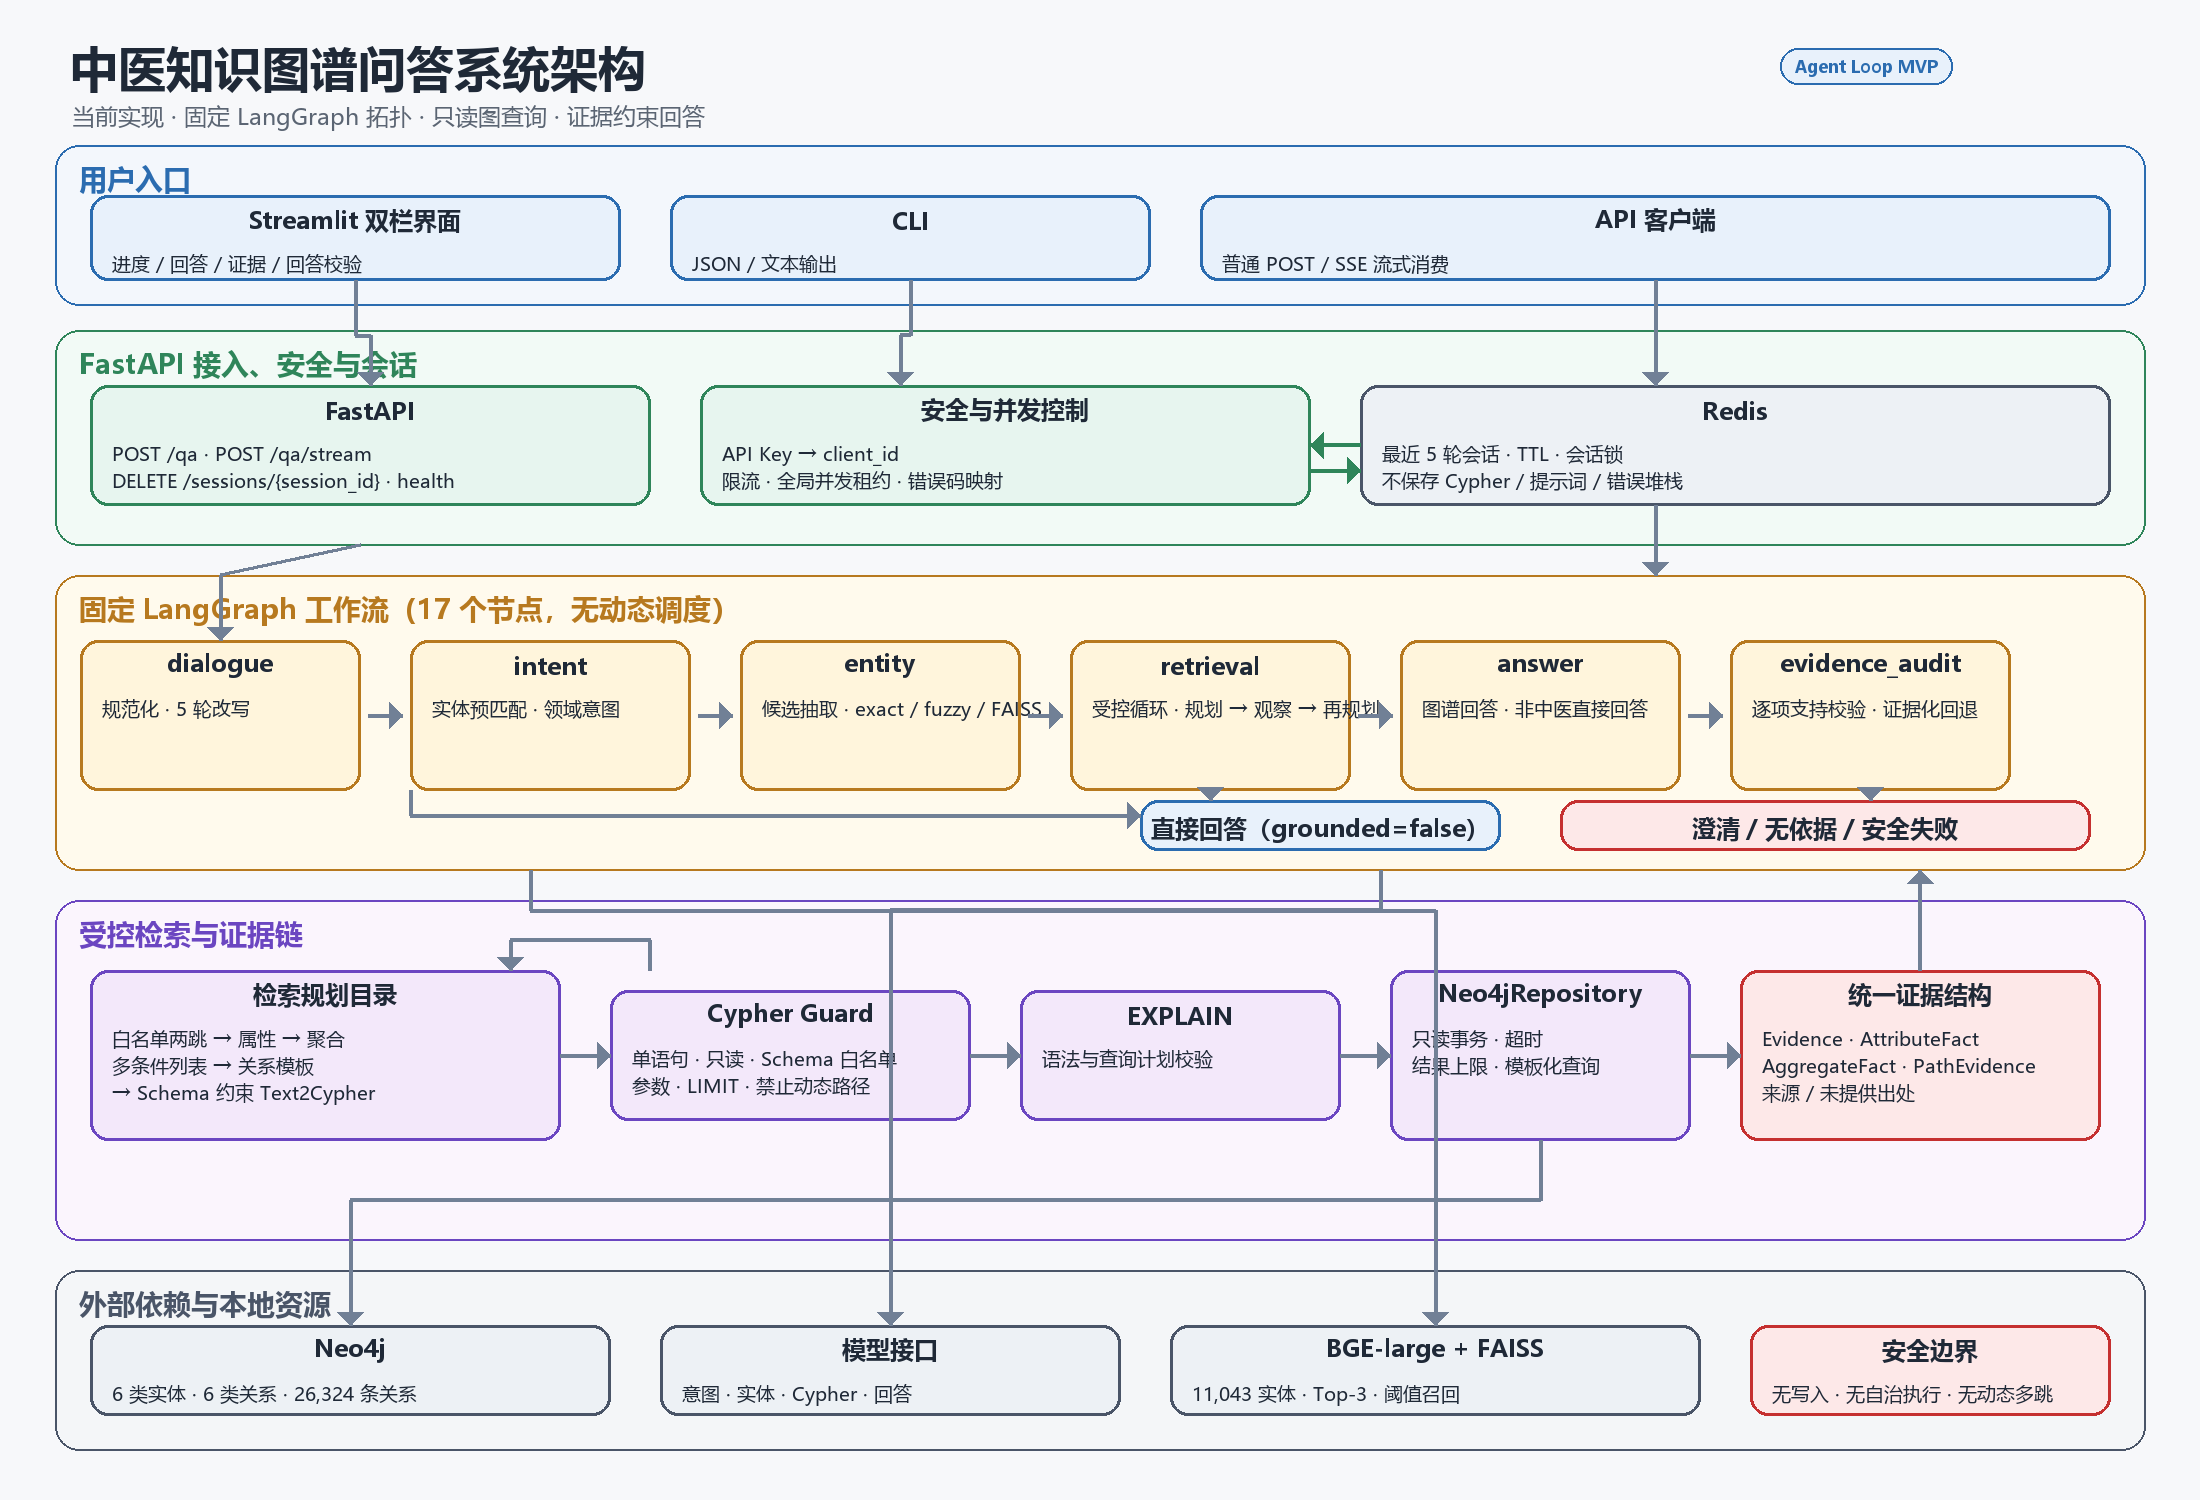 中医知识图谱问答系统架构
Agent Loop MVP
当前实现 · 固定 LangGraph 拓扑 · 只读图查询 · 证据约束回答
用户入口
Streamlit 双栏界面
进度 / 回答 / 证据 / 回答校验
CLI
JSON / 文本输出
API 客户端
普通 POST / SSE 流式消费
FastAPI 接入、安全与会话
FastAPI
POST /qa · POST /qa/stream
DELETE /sessions/{session_id} · health
安全与并发控制
API Key → client_id
限流 · 全局并发租约 · 错误码映射
Redis
最近 5 轮会话 · TTL · 会话锁
不保存 Cypher / 提示词 / 错误堆栈
固定 LangGraph 工作流（17 个节点，无动态调度）
dialogue
规范化 · 5 轮改写
intent
实体预匹配 · 领域意图
entity
候选抽取 · exact / fuzzy / FAISS
retrieval
受控循环 · 规划 → 观察 → 再规划
answer
图谱回答 · 非中医直接回答
evidence_audit
逐项支持校验 · 证据化回退
直接回答（grounded=false）
澄清 / 无依据 / 安全失败
受控检索与证据链
检索规划目录
白名单两跳 → 属性 → 聚合
多条件列表 → 关系模板
→ Schema 约束 Text2Cypher
Cypher Guard
单语句 · 只读 · Schema 白名单
参数 · LIMIT · 禁止动态路径
EXPLAIN
语法与查询计划校验
Neo4jRepository
只读事务 · 超时
结果上限 · 模板化查询
统一证据结构
Evidence · AttributeFact
AggregateFact · PathEvidence
来源 / 未提供出处
外部依赖与本地资源
Neo4j
6 类实体 · 6 类关系 · 26,324 条关系
模型接口
意图 · 实体 · Cypher · 回答
BGE-large + FAISS
11,043 实体 · Top-3 · 阈值召回
安全边界
无写入 · 无自治执行 · 无动态多跳